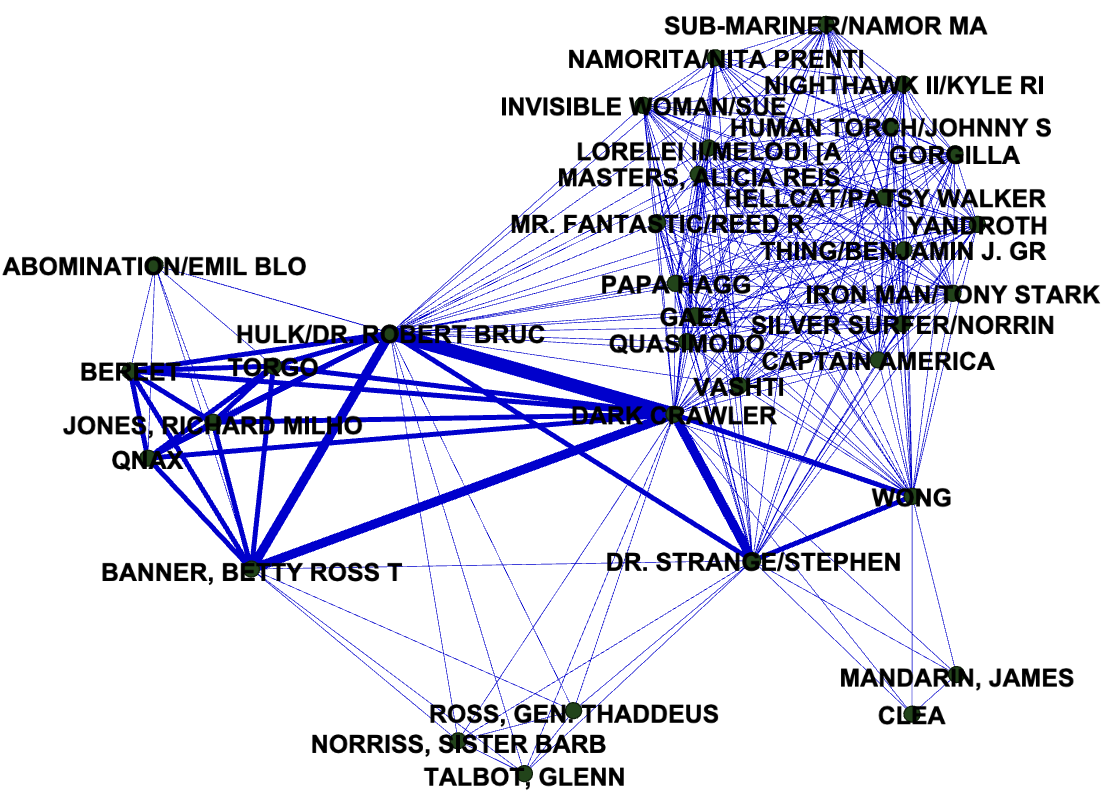 SUB-MARINER/NAMOR MA
NAMORITA/NITA PRENTI
NIGHTHAWK II/KYLE RI
INVISIBLE WOMAN/SUE
HUMAN TORCH/JOHNNY S
LORELEI II/MELODI [A
GORGILLA
MASTERS, ALICIA REIS
HELLCAT/PATSY WALKER
MR. FANTASTIC/REED R
YANDROTH
THING/BENJAMIN J. GR
ABOMINATION/EMIL BLO
PAPA HAGG
IRON MAN/TONY STARK
GAEA
SILVER SURFER/NORRIN
HULK/DR. ROBERT BRUC
QUASIMODO
CAPTAIN AMERICA
BEREET
TORGO
VASHTI
DARK CRAWLER
JONES, RICHARD MILHO
QNAX
WONG
DR. STRANGE/STEPHEN
BANNER, BETTY ROSS T
MANDARIN, JAMES
ROSS, GEN. THADDEUS
CLEA
NORRISS, SISTER BARB
TALBOT, GLENN